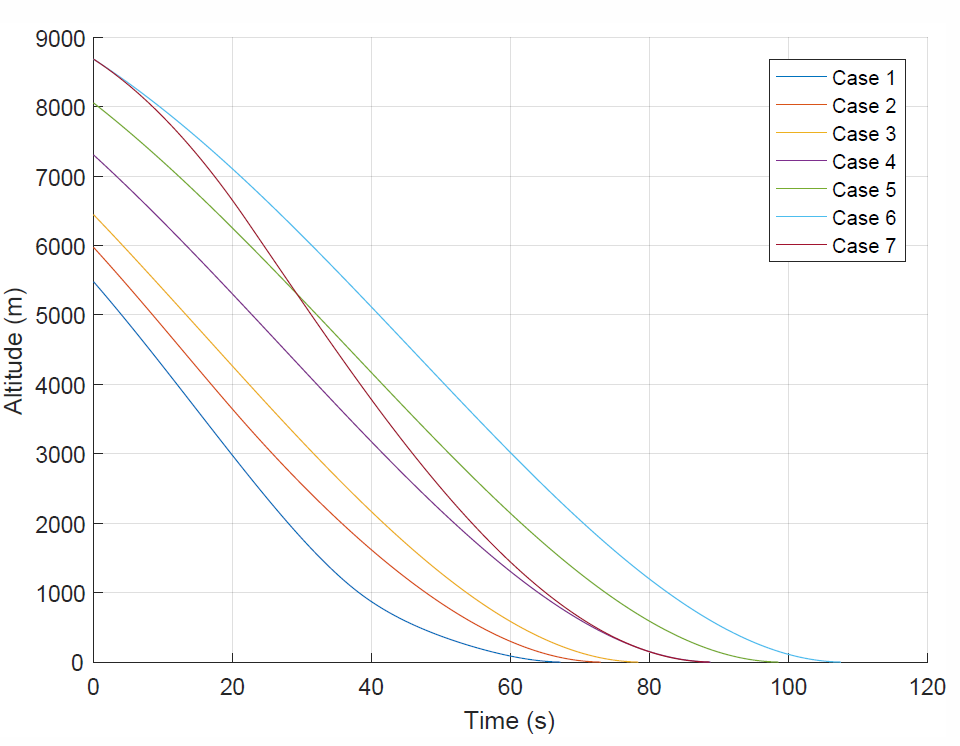 9000
8000
7000
6000
5000
4000
3000
2000
1000
0
Altitude (m)
0 20 40 60 80 100 120
Time (s)
Case 1
Case 2
Case 3
Case 4
Case 5
Case 6
Case 7